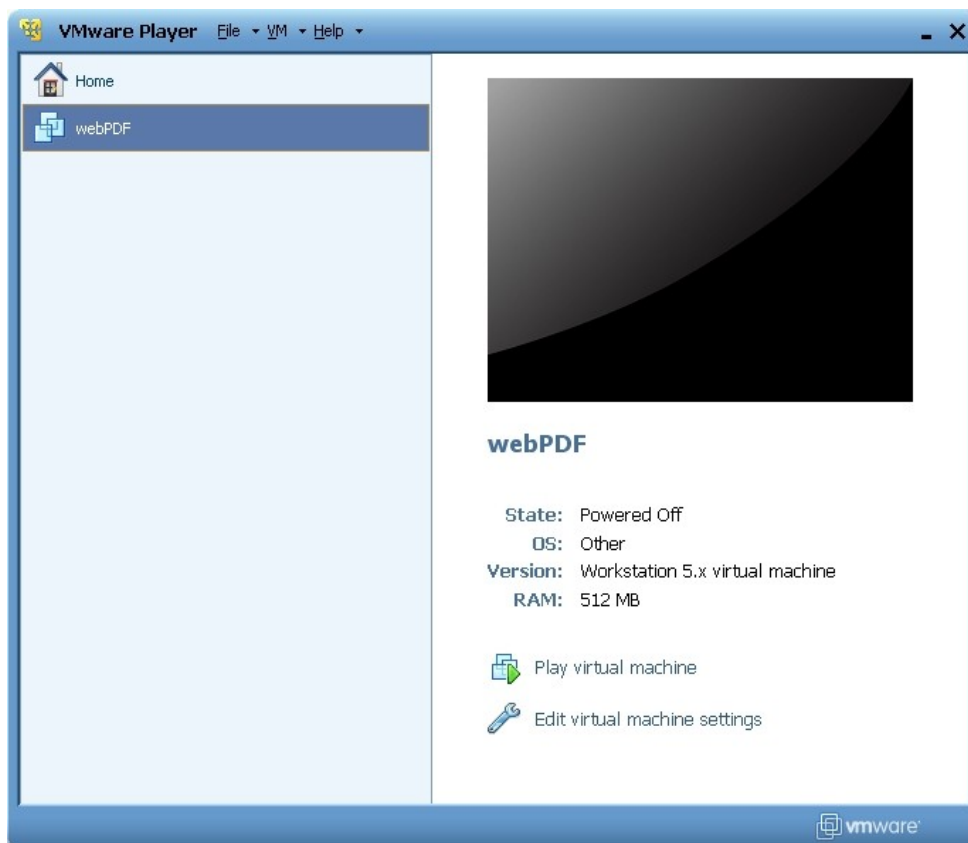 VMware Player File VM Help
Home
webPDF
webPDF
State: Powered Off
OS: Other
Version: Workstation 5.x virtual machine
RAM: 512 MB
Play virtual machine
Edit virtual machine settings
vmware